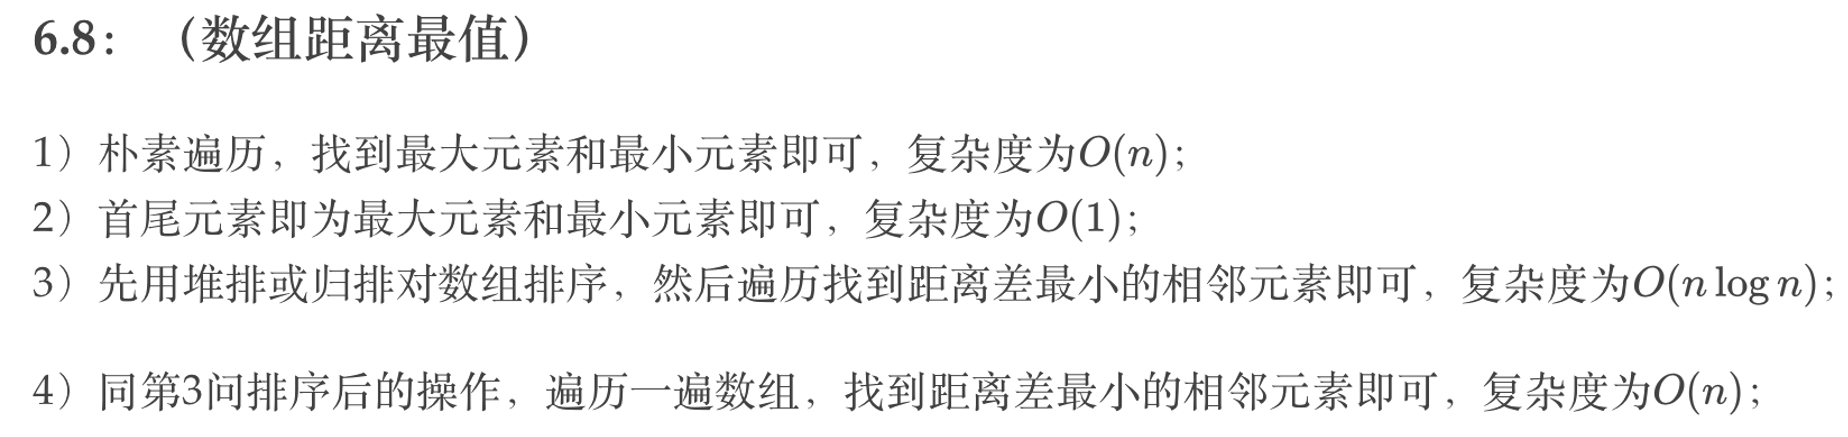 6.8：（数组距离最值）
1）朴素遍历，找到最大元素和最小元素即可，复杂度为O(n)；
2）首尾元素即为最大元素和最小元素即可，复杂度为O(1)；
3）先用堆排或归排对数组排序，然后遍历找到距离差最小的相邻元素即可，复杂度为O(n log n)；
4）同第3问排序后的操作，遍历一遍数组，找到距离差最小的相邻元素即可，复杂度为O(n)；